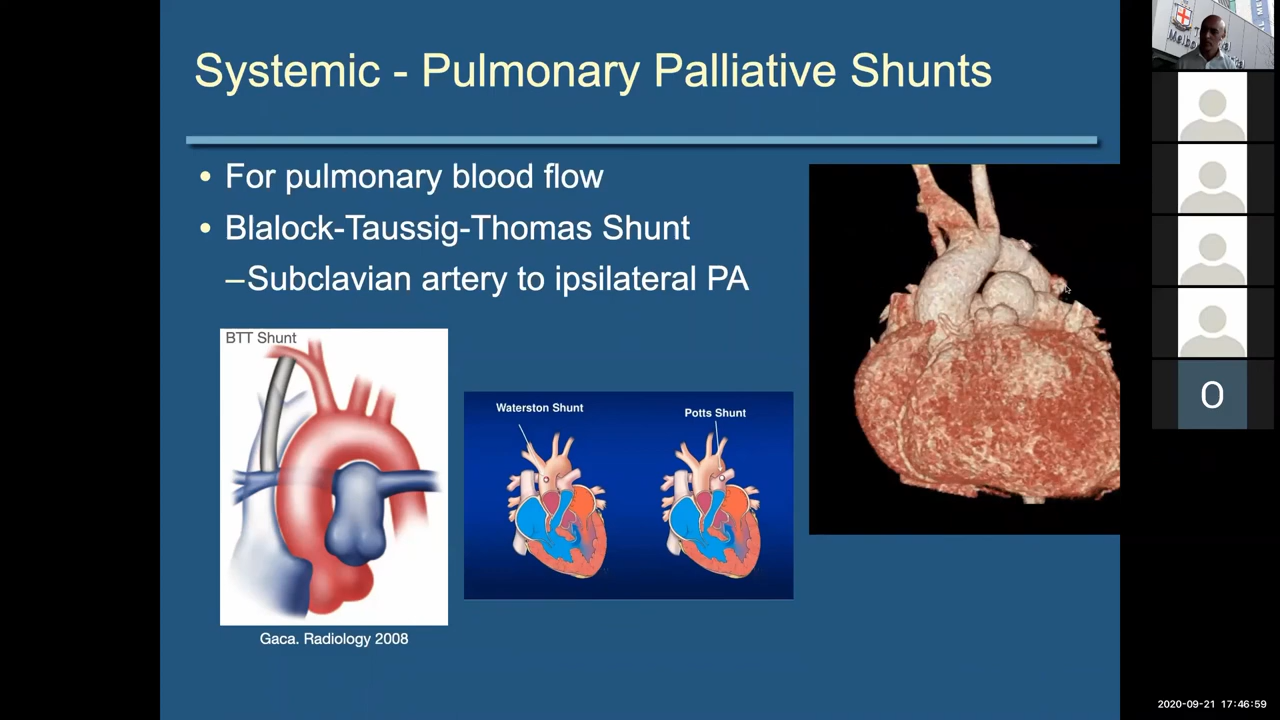 Systemic - Pulmonary Palliative Shunts
• For pulmonary blood flow
• Blalock-Taussig-Thomas Shunt
–Subclavian artery to ipsilateral PA
BTT Shunt
Waterston Shunt
Potts Shunt
Gaca. Radiology 2008
O
2020-09-21 17:46:59